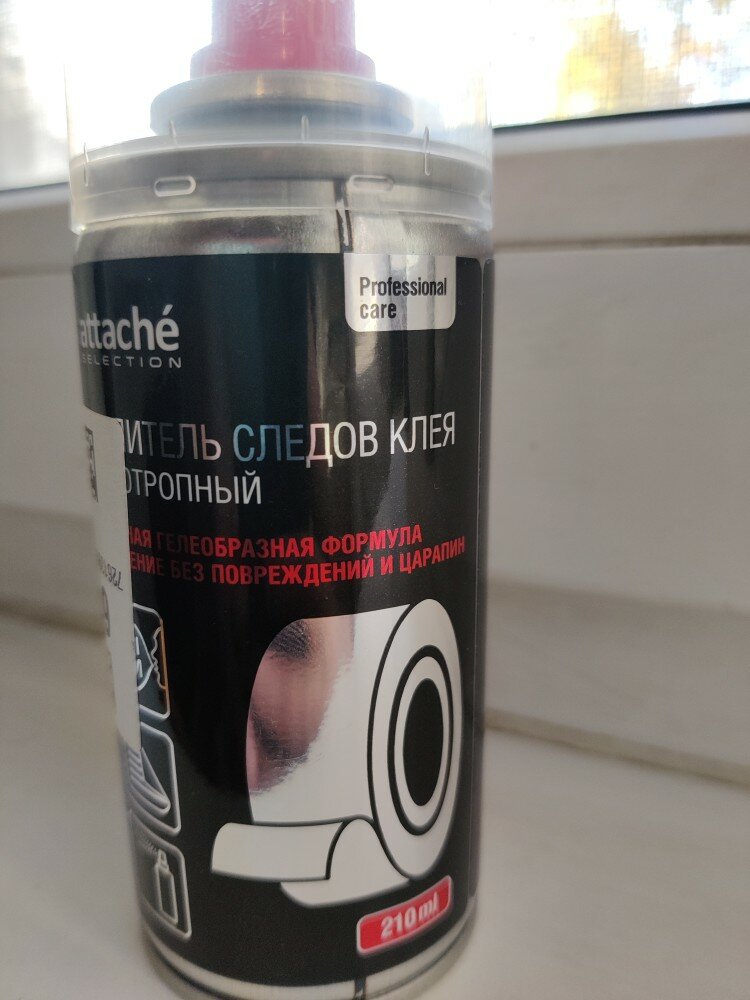 Professional
care
attaché
SELECTION
ИТЕЛЬ СЛЕДОВ КЛЕЯ
ОТРОПНЫЙ
НАЯ ГЕЛЕОБРАЗНАЯ ФОРМУЛА
ЕНИЕ БЕЗ ПОВРЕЖДЕНИЙ И ЦАРАПИН
210 ml